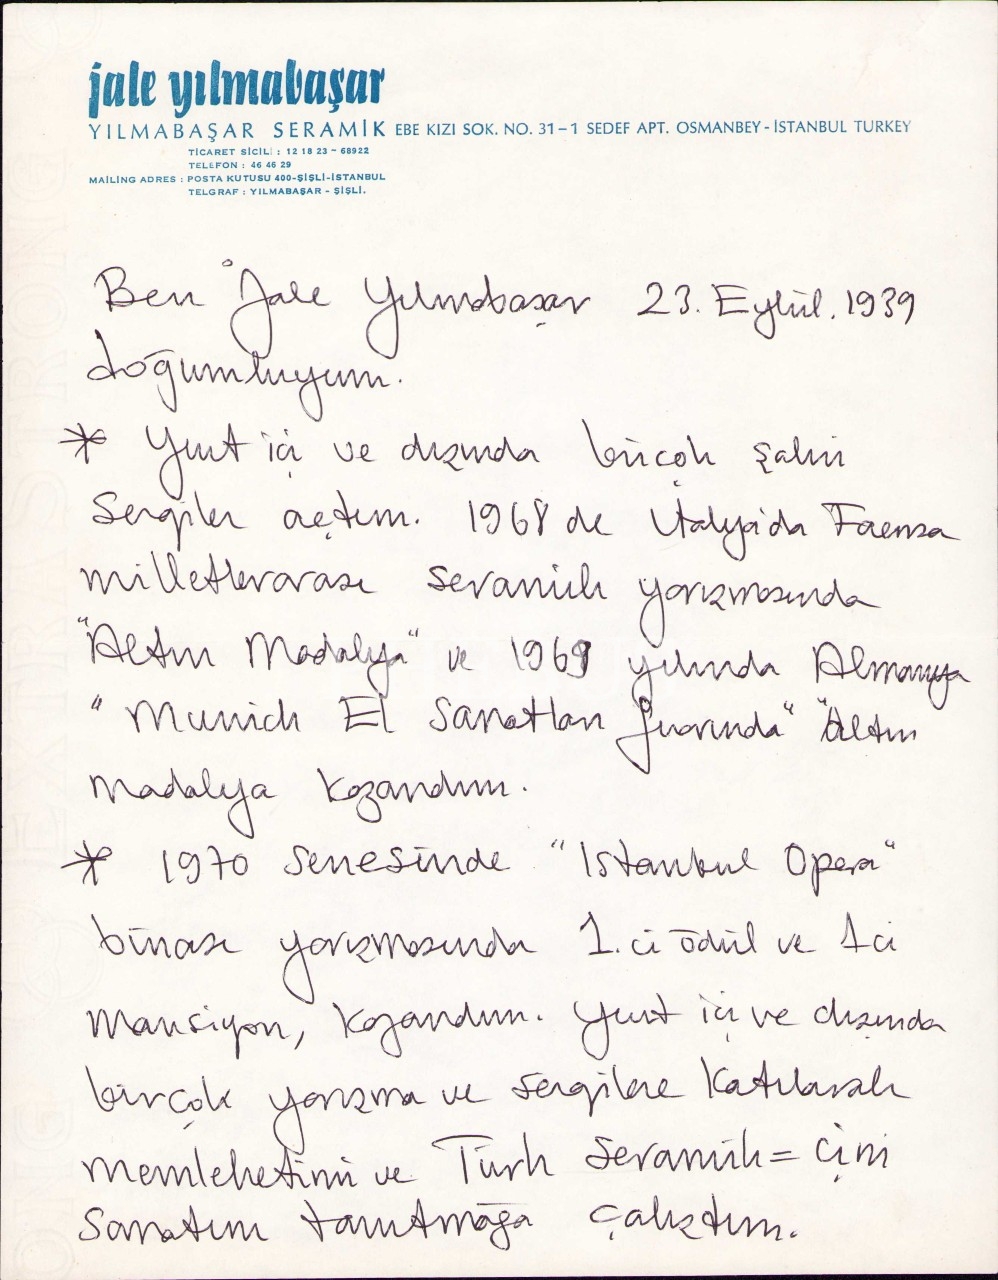 jale yılmabaşar
YILMABAŞAR SERAMİK EBE KIZI SOK. NO. 31-1 SEDEF APT. OSMANBEY-İSTANBUL TURKEY
TİCARET SİCİLİ : 12 18 23 - 68922
TELEFON : 46 46 29
MAİLİNG ADRES : POSTA KUTUSU 400-ŞİŞLİ-İSTANBUL
TELGRAF : YILMABAŞAR - ŞİŞLİ.
Ben Jale Yılmabaşar 23. Eylül. 1939
doğumluyum.
* Yurt içi ve dışında birçok şahsi
Sergiler açtım. 1968 de İtalya'da Faenza
milletlerarası seramik yarışmasında
"Altın Madalya" ve 1969 yılında Almanya
"Munich El Sanatları fuarında" "Altın
madalya kazandım.
* 1970 senesinde "Istanbul Opera"
binası yarışmasında 1.ci ödül ve 1ci
Mansiyon, kazandım. Yurt içi ve dışında
birçok yarışma ve sergilere katılarak
memleketimi ve Türk Seramik = Çini
Sanatını tanıtmağa çalıştım.